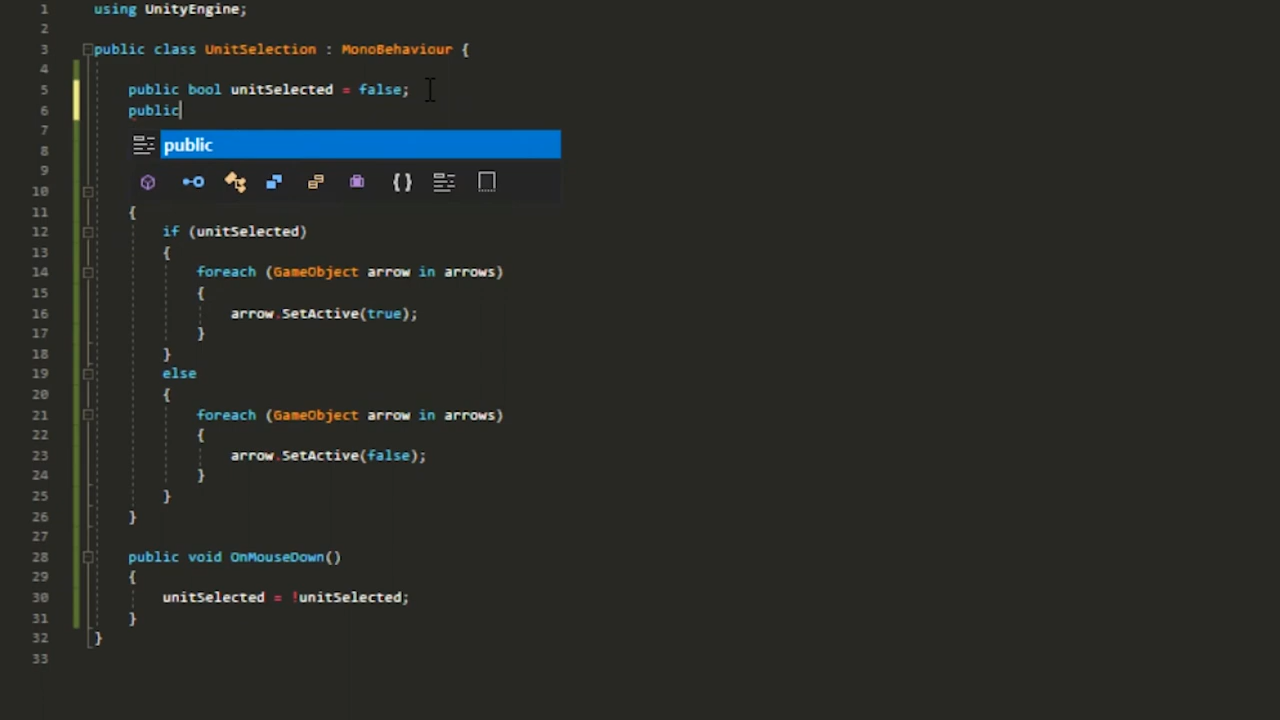 1 using UnityEngine;
2
3 public class UnitSelection : MonoBehaviour {
4
5 public bool unitSelected = false;
6 public
7
public
8
9
10
11 {
12 if (unitSelected)
13 {
14 foreach (GameObject arrow in arrows)
15 {
16 arrow.SetActive(true);
17 }
18 }
19 else
20 {
21 foreach (GameObject arrow in arrows)
22 {
23 arrow.SetActive(false);
24 }
25 }
26 }
27
28 public void OnMouseDown()
29 {
30 unitSelected = !unitSelected;
31 }
32 }
33